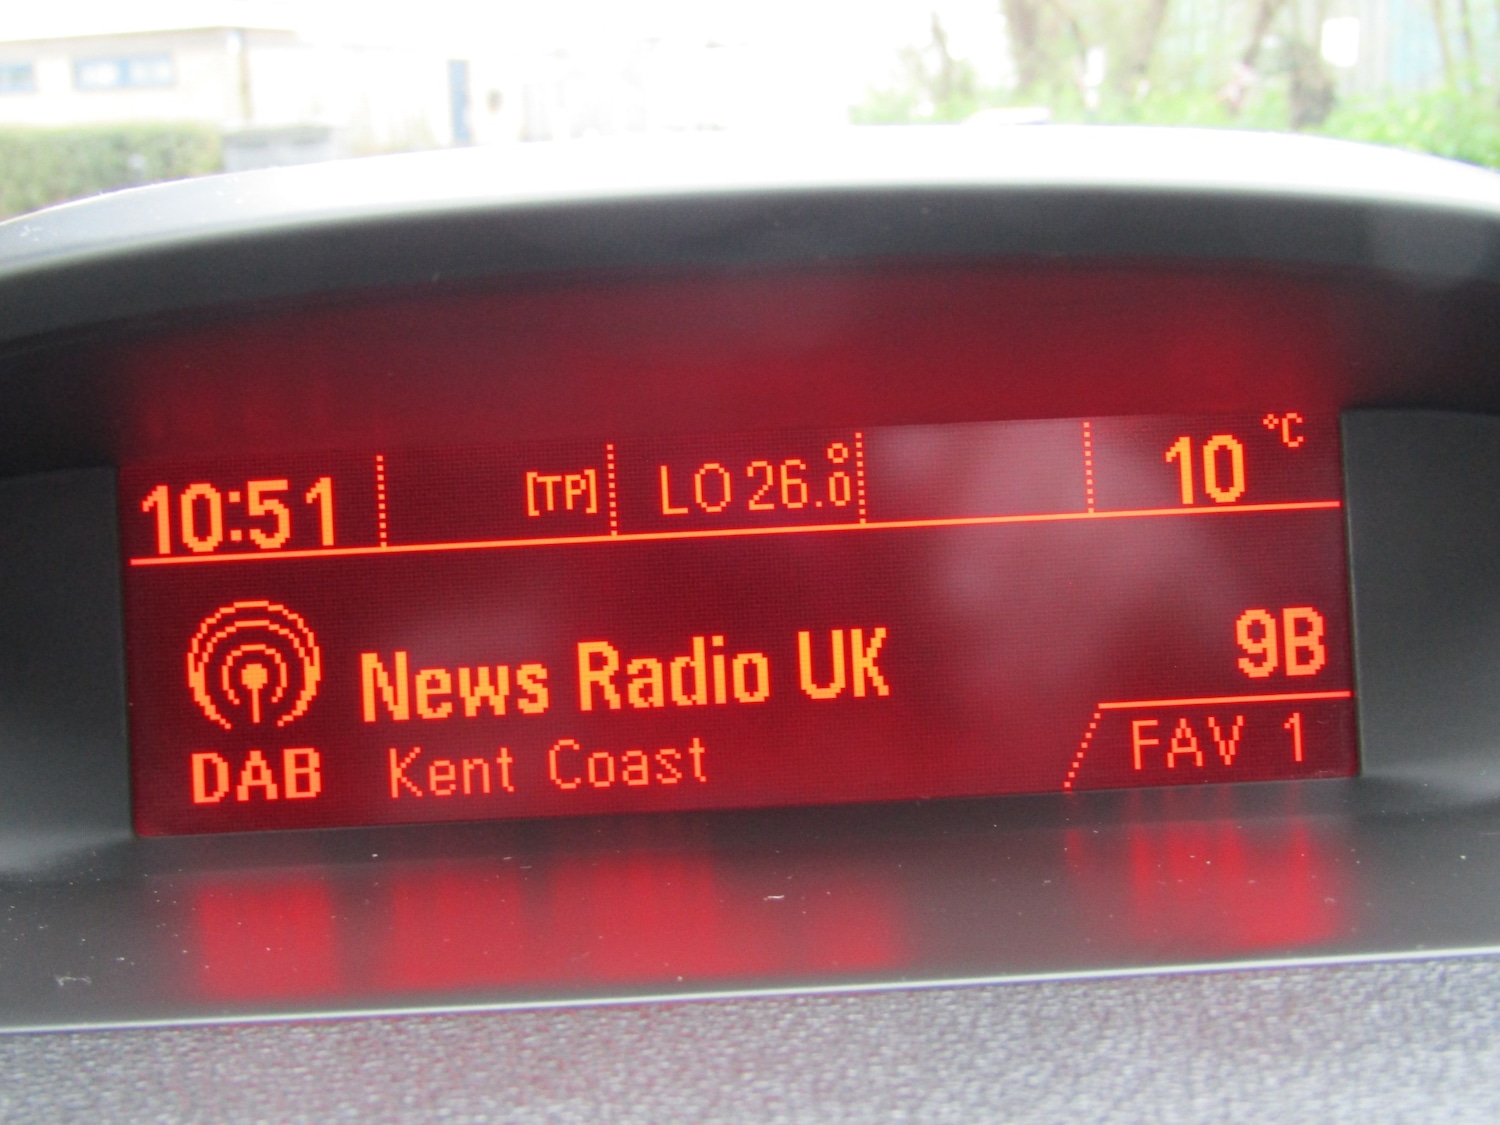 10:51 [TP] LO 26.0° 10 °C
News Radio UK 9B
DAB Kent Coast FAV 1